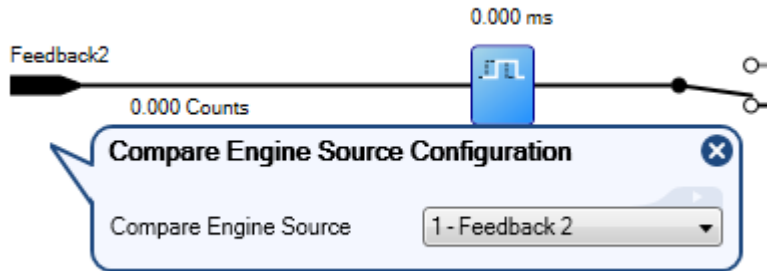 0.000 ms
Feedback2
0.000 Counts
Compare Engine Source Configuration
Compare Engine Source 1 - Feedback 2